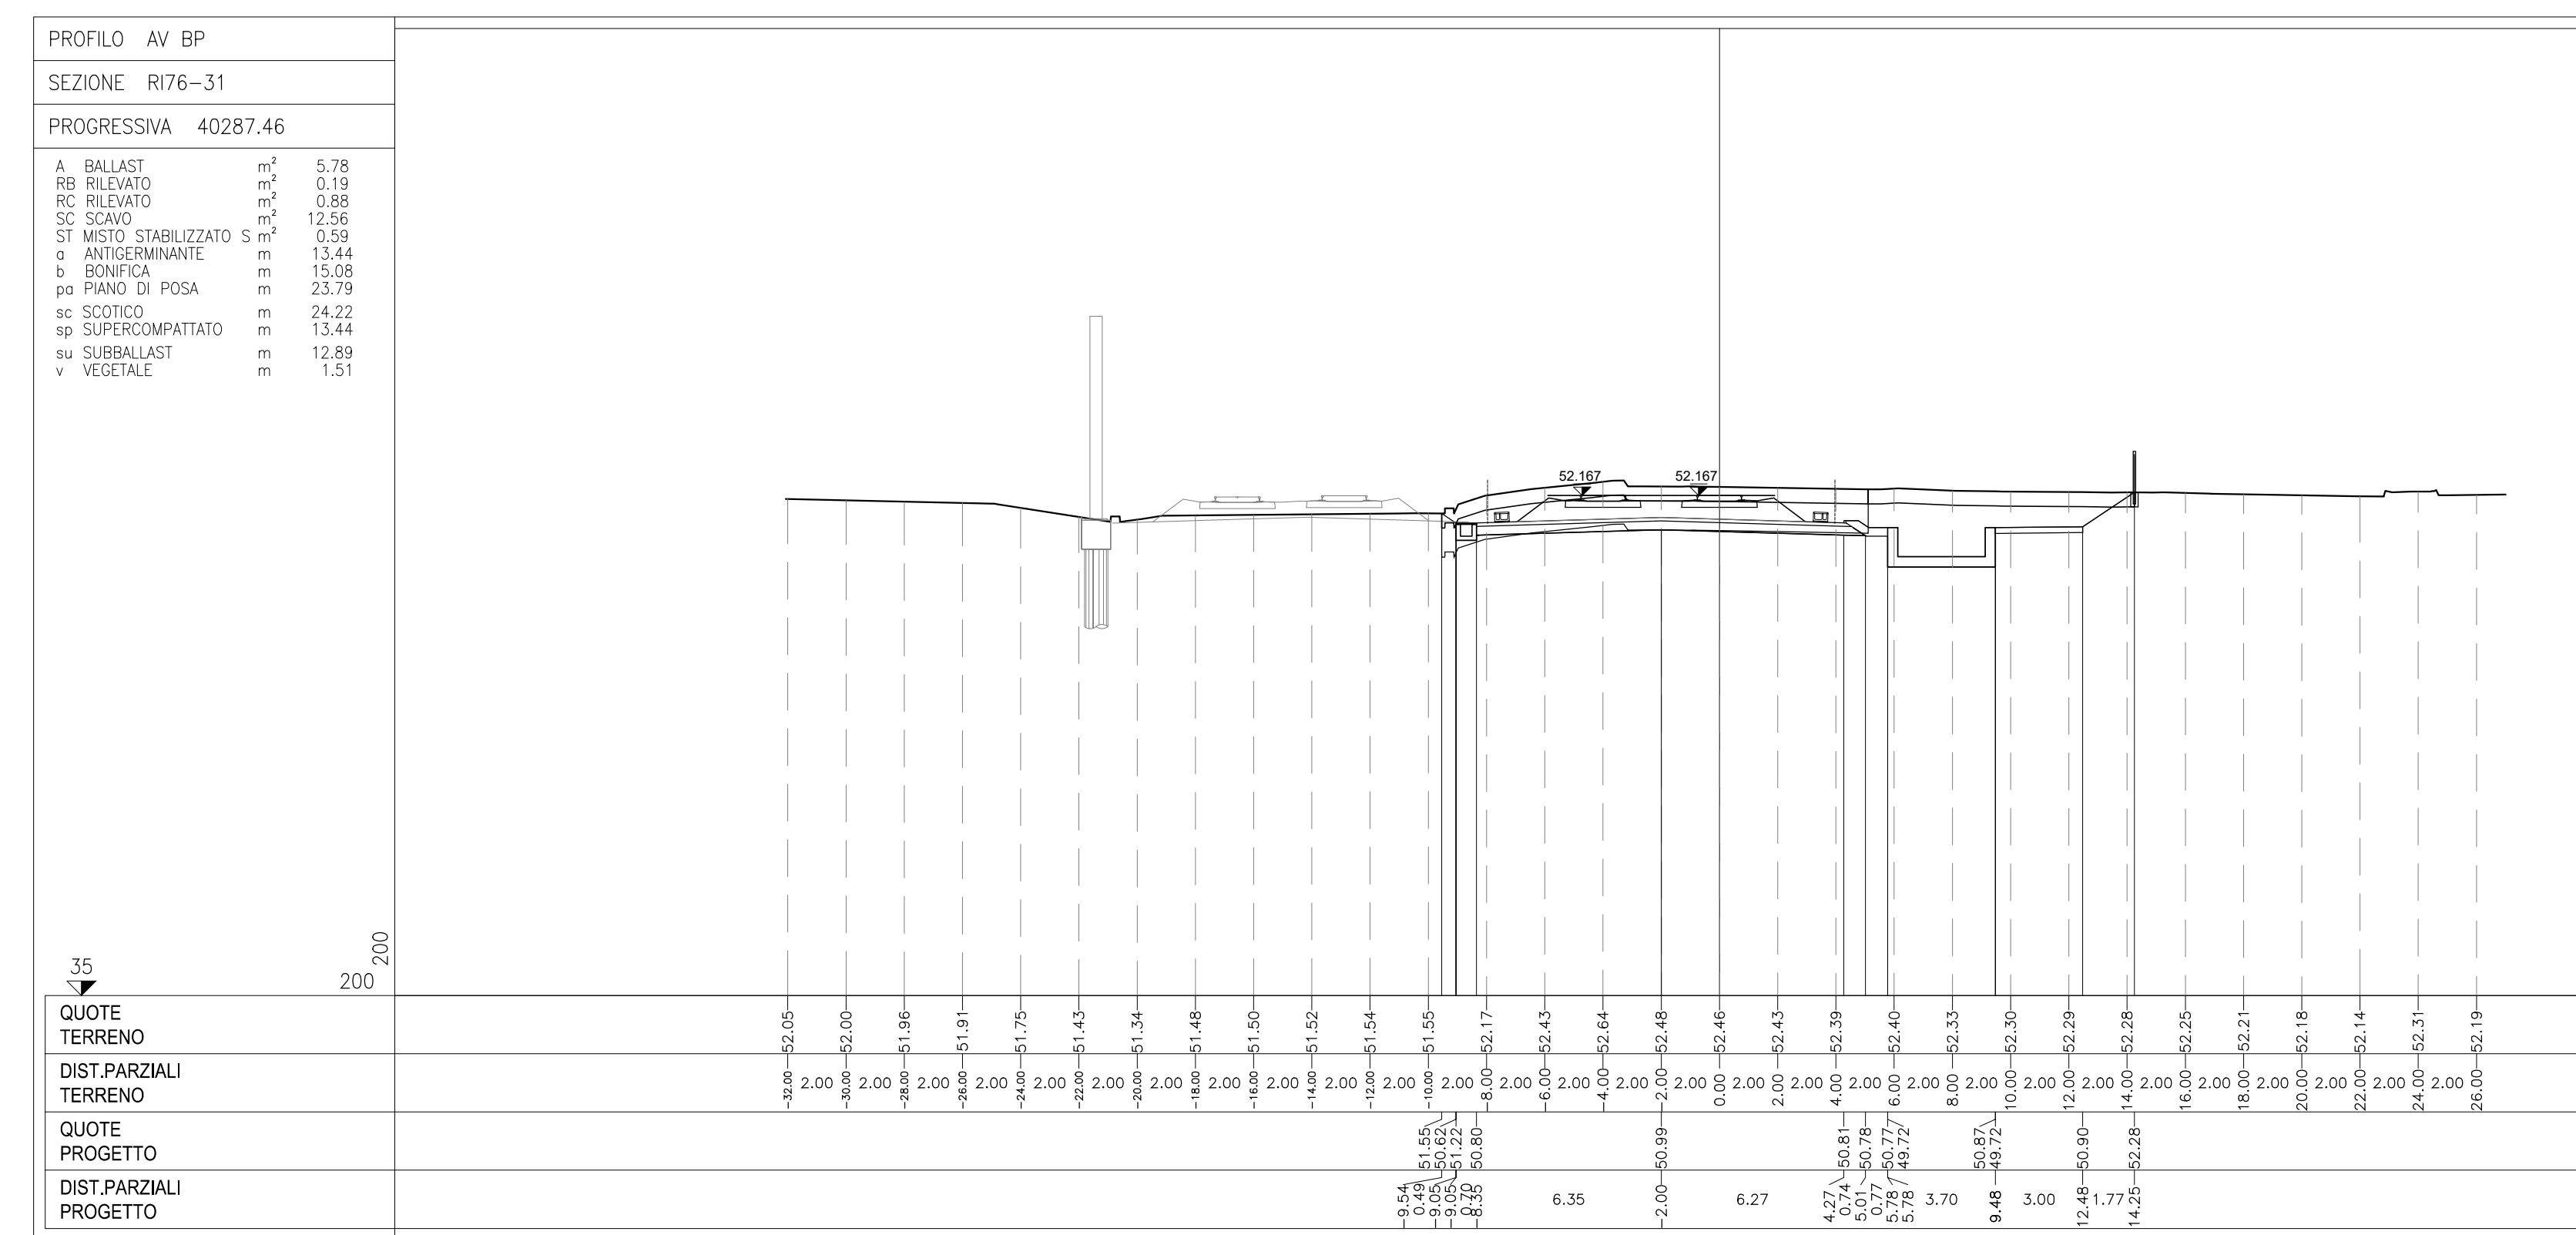 PROFILO AV BP
SEZIONE RI76-31
PROGRESSIVA 40287.46
A BALLAST m² 5.78
RB RILEVATO m² 0.19
RC RILEVATO m² 0.88
SC SCAVO m² 12.56
ST MISTO STABILIZZATO S m² 0.59
a ANTIGERMINANTE m 13.44
b BONIFICA m 15.08
pa PIANO DI POSA m 23.79
sc SCOTICO m 24.22
sp SUPERCOMPATTATO m 13.44
su SUBBALLAST m 12.89
v VEGETALE m 1.51
52.167 52.167
35
200
200
QUOTE
TERRENO
52.05 52.00 51.96 51.91 51.75 51.43 51.34 51.48 51.50 51.52 51.54 51.55 52.17 52.43 52.64 52.48 52.46 52.43 52.39 52.40 52.33 52.30 52.29 52.28 52.25 52.21 52.18 52.14 52.31 52.19
DIST.PARZIALI
TERRENO
-32.00 2.00 -30.00 2.00 -28.00 2.00 -26.00 2.00 -24.00 2.00 -22.00 2.00 -20.00 2.00 -18.00 2.00 -16.00 2.00 -14.00 2.00 -12.00 2.00 -10.00 2.00 -8.00 2.00 -6.00 2.00 -4.00 2.00 -2.00 2.00 0.00 2.00 2.00 2.00 4.00 2.00 6.00 2.00 8.00 2.00 10.00 2.00 12.00 2.00 14.00 2.00 16.00 2.00 18.00 2.00 20.00 2.00 22.00 2.00 24.00 2.00 26.00
QUOTE
PROGETTO
51.55 50.62 51.22 50.80 50.99 50.81 50.78 50.77 49.72 50.87 49.72 50.90 52.28
DIST.PARZIALI
PROGETTO
9.54 0.49 9.05 9.05 0.70 8.35 6.35 2.00 6.27 4.27 0.74 5.01 0.77 5.78 5.78 3.70 9.48 3.00 12.48 1.77 14.25